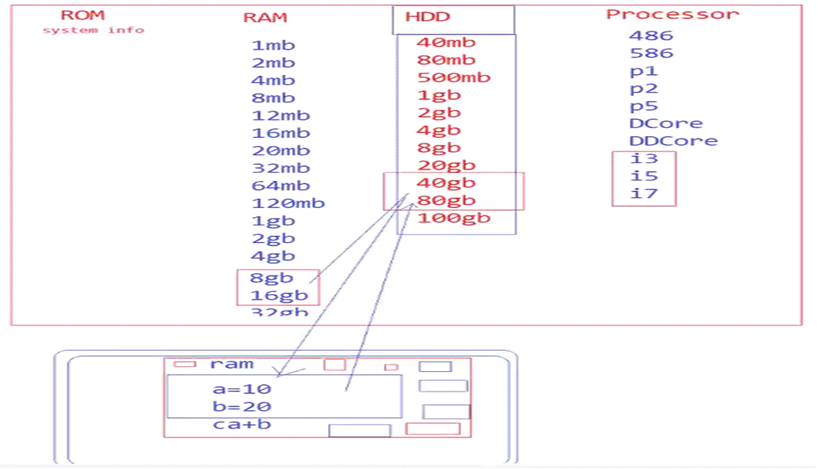 ROM
system info
RAM
1mb
2mb
4mb
8mb
12mb
16mb
20mb
32mb
64mb
120mb
1gb
2gb
4gb
8gb
16gb
32gb
HDD
40mb
80mb
500mb
1gb
2gb
4gb
8gb
20gb
40gb
80gb
100gb
Processor
486
586
p1
p2
p5
DCore
DDCore
i3
i5
i7
ram
a=10
b=20
ca+b